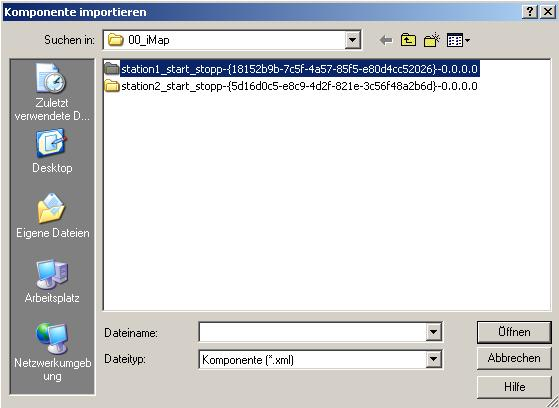 Komponente importieren
Suchen in: 00_iMap
station1_start_stopp-{18152b9b-7c5f-4a57-85f5-e80d4cc52026}-0.0.0.0
station2_start_stopp-{5d16d0c5-e8c9-4d2f-821e-3c56f48a2b6d}-0.0.0.0
Zuletzt
verwendete D...
Desktop
Eigene Dateien
Arbeitsplatz
Netzwerkumgeb
ung
Dateiname:
Öffnen
Dateityp: Komponente (*.xml)
Abbrechen
Hilfe